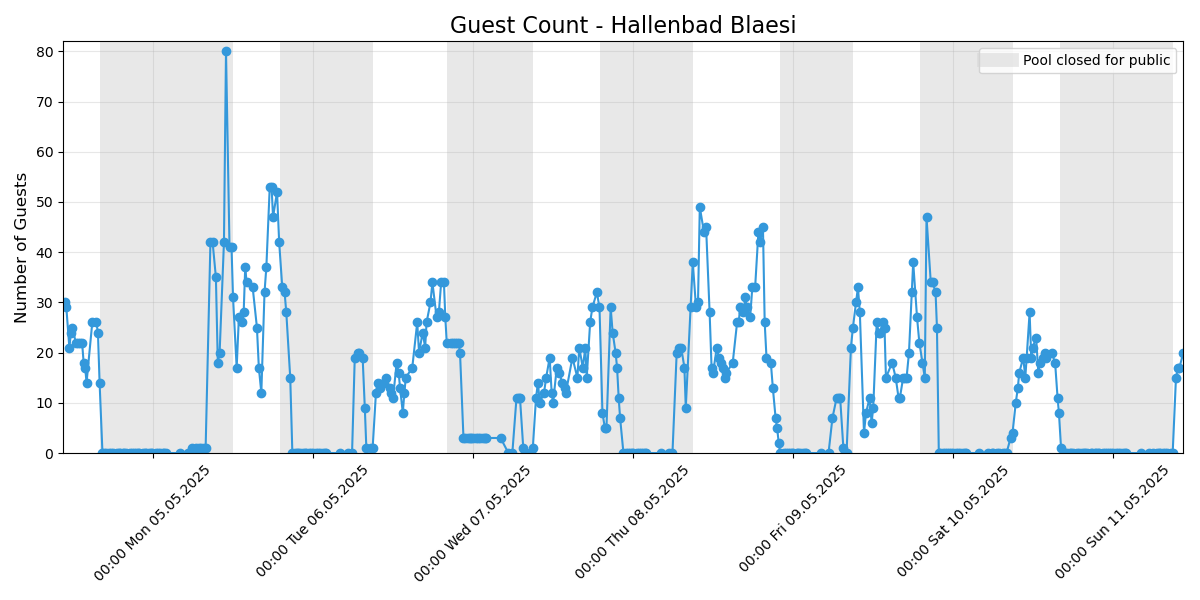 Guest Count - Hallenbad Blaesi
Pool closed for public
Number of Guests
80
70
60
50
40
30
20
10
0
00:00 Mon 05.05.2025
00:00 Tue 06.05.2025
00:00 Wed 07.05.2025
00:00 Thu 08.05.2025
00:00 Fri 09.05.2025
00:00 Sat 10.05.2025
00:00 Sun 11.05.2025